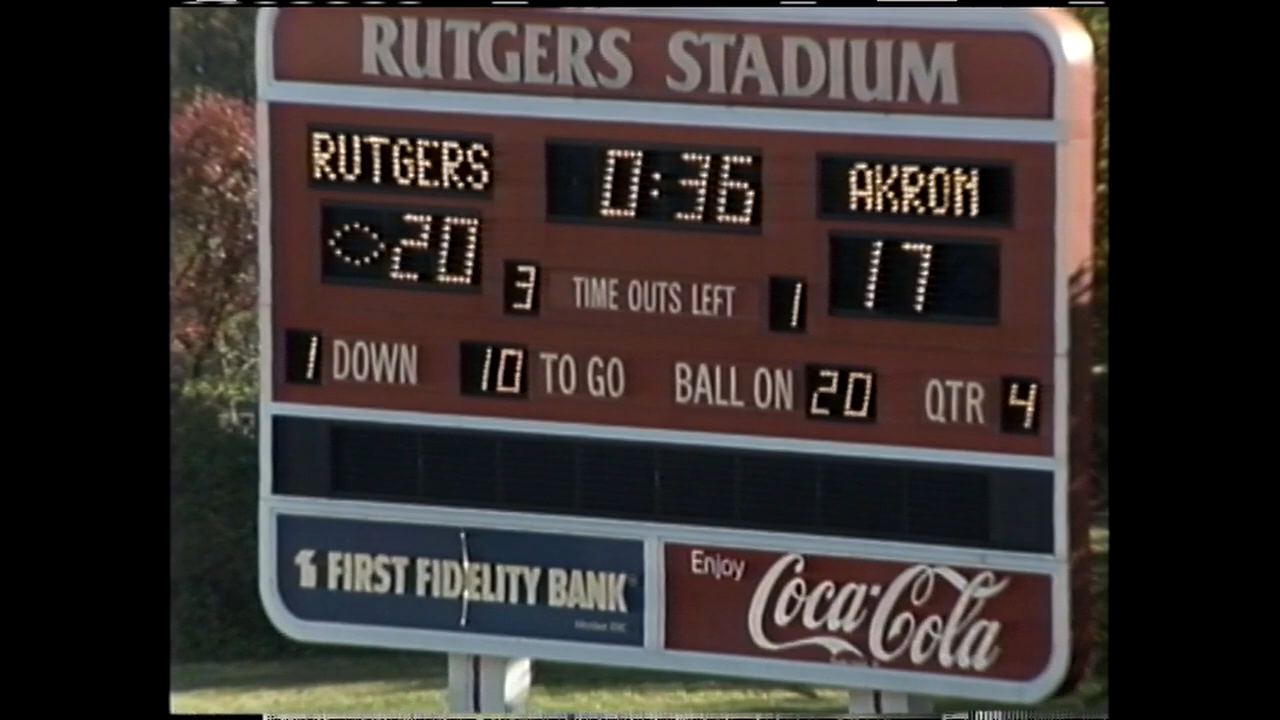 RUTGERS STADIUM
RUTGERS 0:36 AKRON
20 17
3 TIME OUTS LEFT 1
1 DOWN 10 TO GO BALL ON 20 QTR 4
FIRST FIDELITY BANK
Enjoy
Coca-Cola